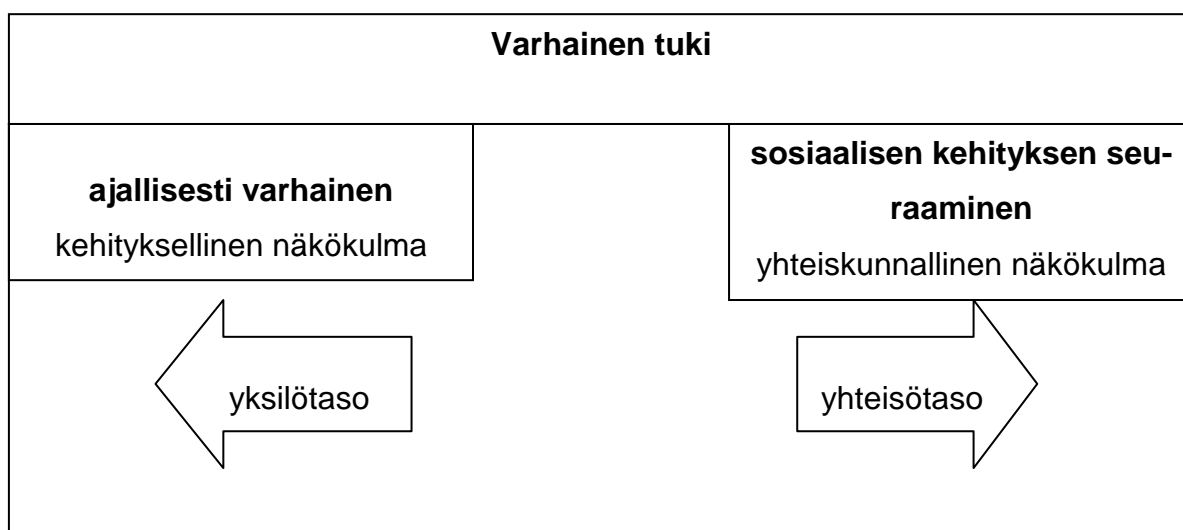 Varhainen tuki
ajallisesti varhainen
kehityksellinen näkökulma
sosiaalisen kehityksen seu-
raaminen
yhteiskunnallinen näkökulma
yksilötaso
yhteisötaso